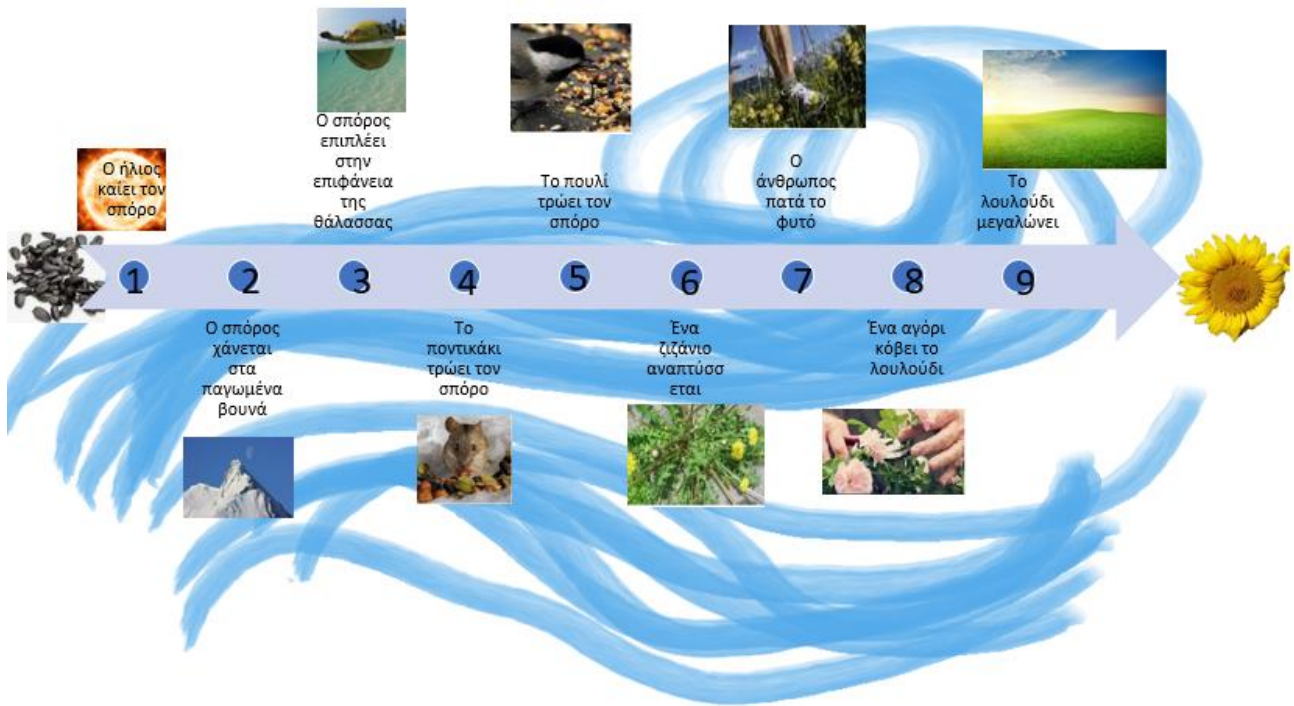 Ο ήλιος
καίει τον
σπόρο
1
Ο σπόρος
χάνεται
στα
παγωμένα
βουνά
2
Ο σπόρος
επιπλέει
στην
επιφάνεια
της
θάλασσας
3
Το
ποντικάκι
τρώει τον
σπόρο
4
Το πουλί
τρώει τον
σπόρο
5
Ένα
ζιζάνιο
αναπτύσσ
εται
6
Ο
άνθρωπος
πατά το
φυτό
7
Ένα αγόρι
κόβει το
λουλούδι
8
Το
λουλούδι
μεγαλώνει
9